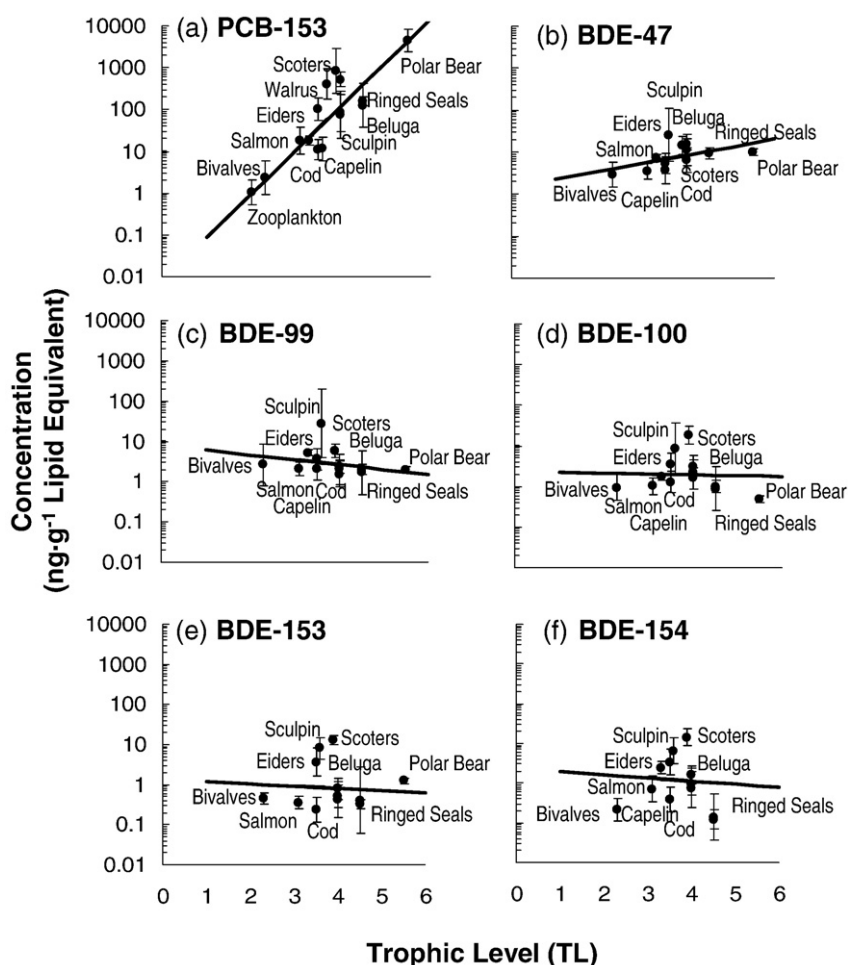 (a) PCB-153
10000
1000
100
10
1
0.1
0.01
Scoters
Walrus
Eiders
Salmon
Bivalves
Zooplankton
Cod
Capelin
Sculpin
Beluga
Ringed Seals
Polar Bear
(b) BDE-47
Sculpin
Eiders Beluga
Salmon
Ringed Seals
Bivalves
Scoters
Capelin Cod
Polar Bear
Concentration
(ng·g⁻¹ Lipid Equivalent)
(c) BDE-99
10000
1000
100
10
1
0.1
0.01
Sculpin
Eiders
Scoters
Beluga
Bivalves
Polar Bear
Salmon Cod
Capelin
Ringed Seals
(d) BDE-100
Sculpin
Scoters
Eiders
Beluga
Bivalves
Polar Bear
Salmon Cod
Capelin
Ringed Seals
(e) BDE-153
10000
1000
100
10
1
0.1
0.01
Sculpin
Scoters
Eiders Beluga
Polar Bear
Bivalves
Salmon
Cod
Ringed Seals
0 1 2 3 4 5 6
(f) BDE-154
Sculpin
Scoters
Eiders
Beluga
Salmon
Bivalves
Capelin
Ringed Seals
0 1 2 3 4 5 6
Trophic Level (TL)